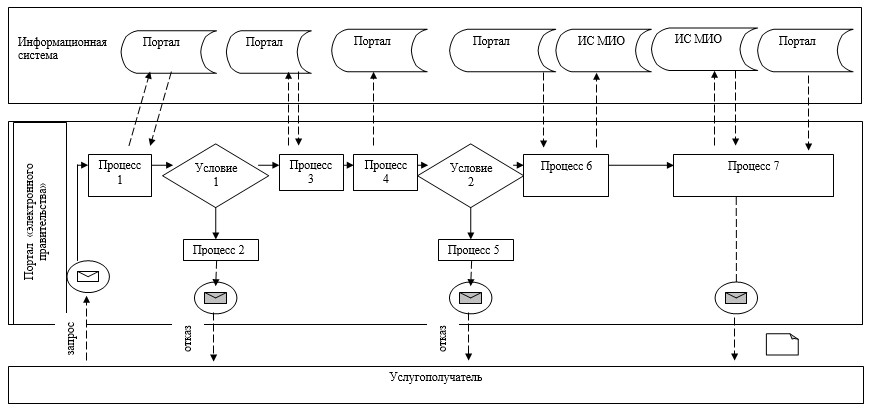 Информационная
система
Портал
Портал
Портал
Портал
ИС МИО
ИС МИО
Портал
Портал «электронного
правительства»
Процесс
1
Условие
1
Процесс
3
Процесс
4
Условие
2
Процесс
6
Процесс 7
Процесс 2
Процесс 5
запрос
отказ
отказ
Услугополучатель